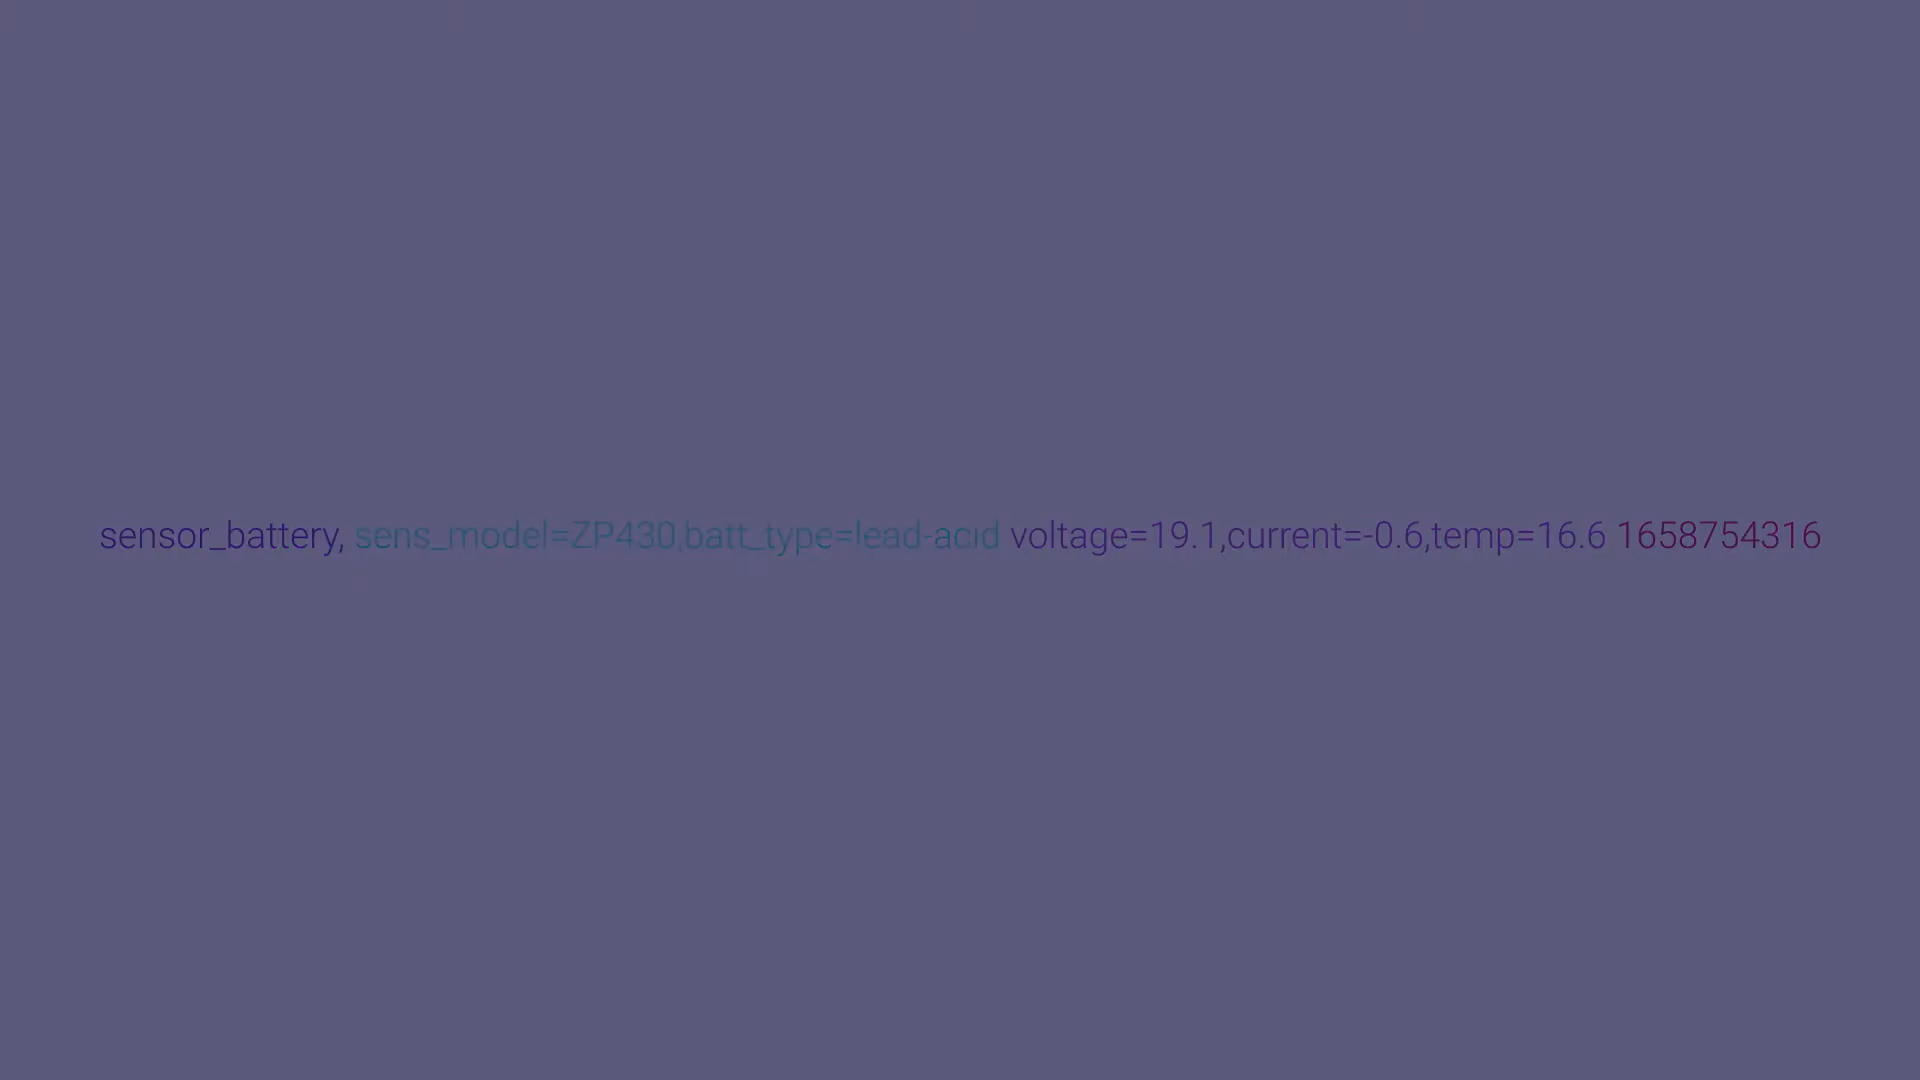 sensor_battery, sens_model=ZP430,batt_type=lead-acid voltage=19.1,current=-0.6,temp=16.6 1658754316